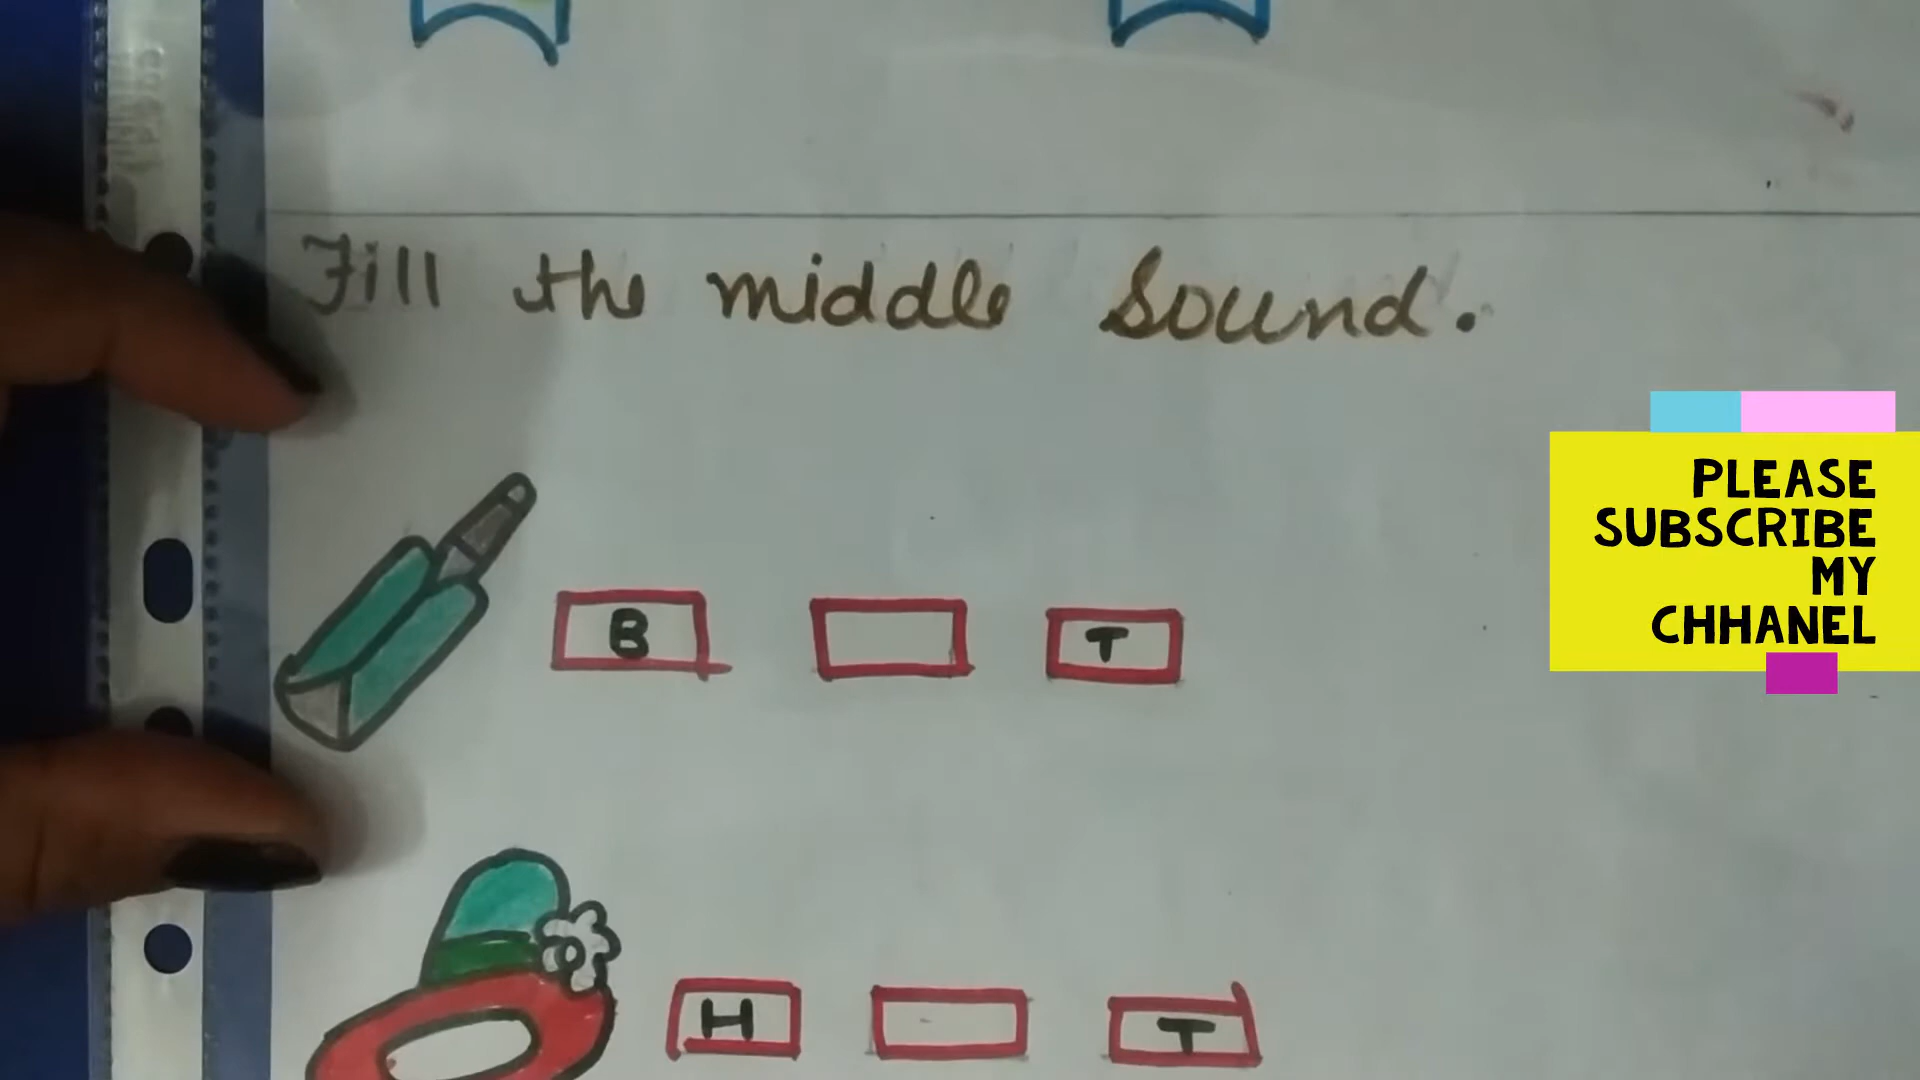 Fill the middle Sound.
B T
H T
PLEASE
SUBSCRIBE
MY
CHHANEL